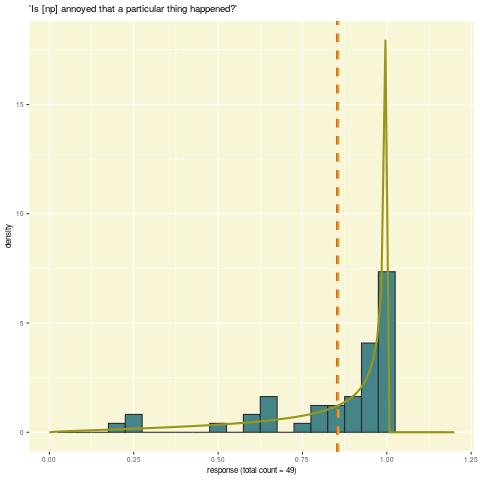 'Is [np] annoyed that a particular thing happened?'
density
15
10
5
0
0.00 0.25 0.50 0.75 1.00 1.25
response (total count = 49)